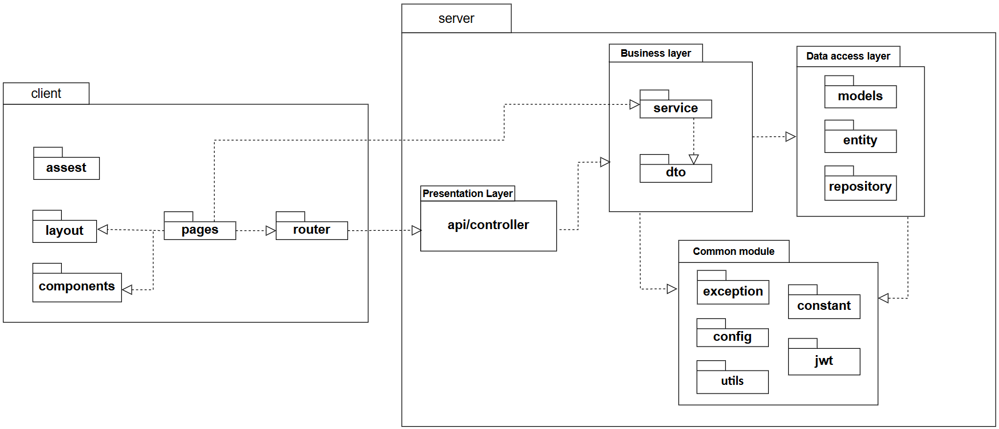 server
Business layer
Data access layer
client
models
service
entity
assest
dto
repository
Presentation Layer
api/controller
layout
pages
router
Common module
components
exception
constant
config
jwt
utils